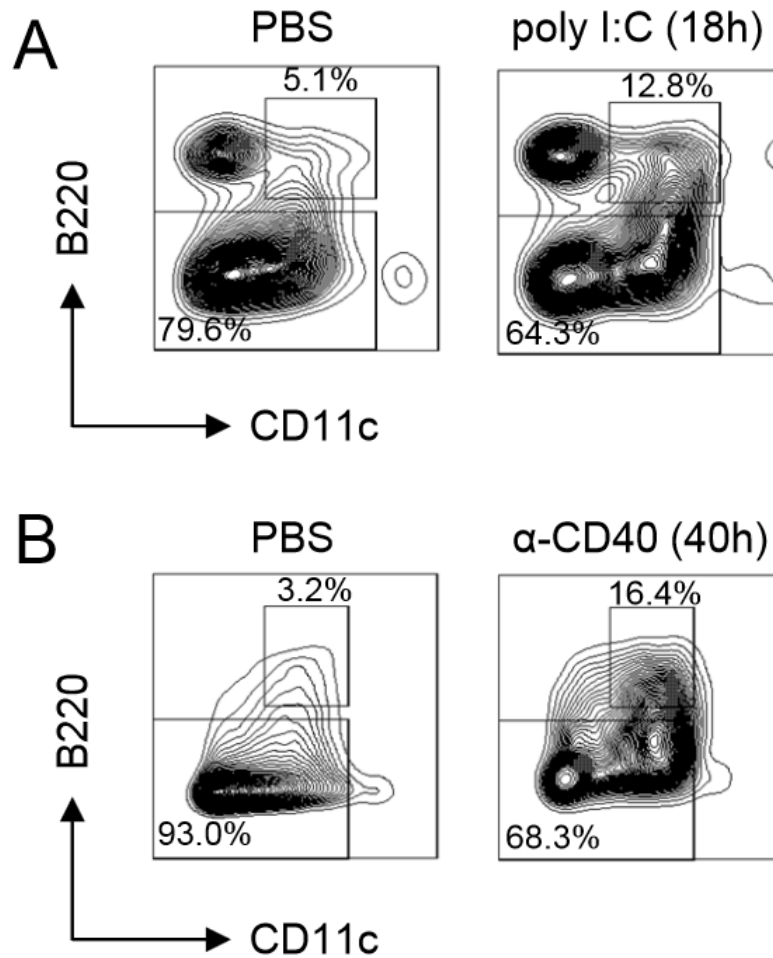 A
PBS
poly I:C (18h)
5.1%
12.8%
B220
79.6%
64.3%
CD11c
B
PBS
α-CD40 (40h)
3.2%
16.4%
B220
93.0%
68.3%
CD11c